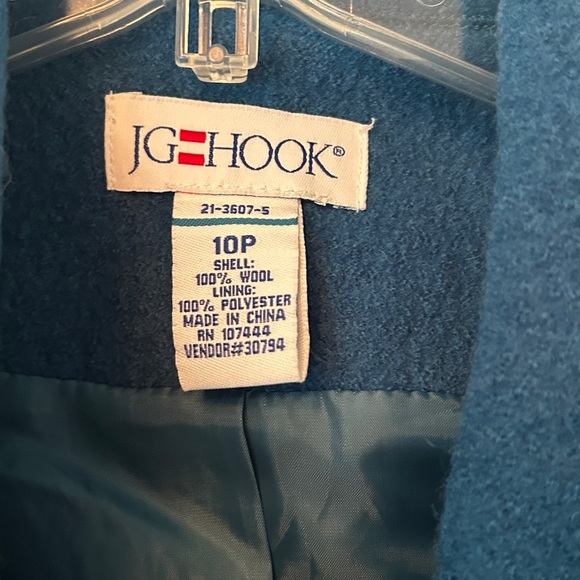 JG HOOK®
21-3607-5
10P
SHELL:
100% WOOL
LINING:
100% POLYESTER
MADE IN CHINA
RN 107444
VENDOR#30794